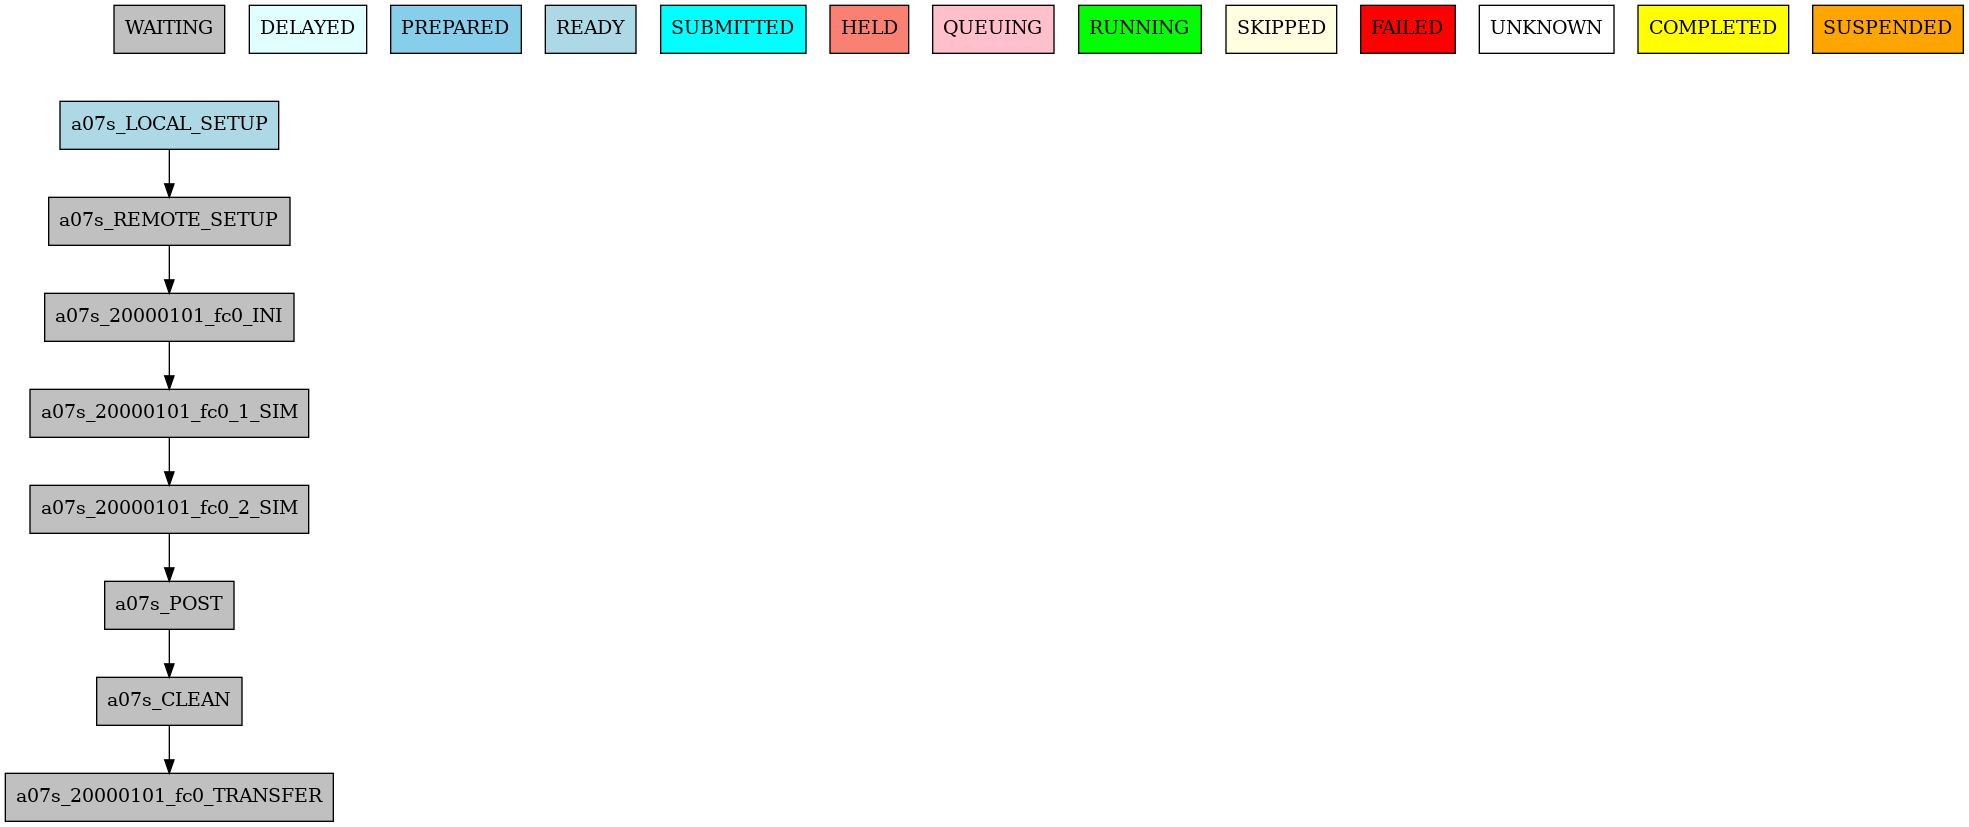 WAITING DELAYED PREPARED READY SUBMITTED HELD QUEUING RUNNING SKIPPED FAILED UNKNOWN COMPLETED SUSPENDED
a07s_LOCAL_SETUP
a07s_REMOTE_SETUP
a07s_20000101_fc0_INI
a07s_20000101_fc0_1_SIM
a07s_20000101_fc0_2_SIM
a07s_POST
a07s_CLEAN
a07s_20000101_fc0_TRANSFER